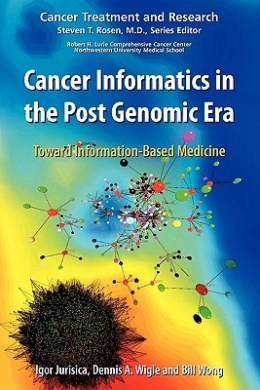 Cancer Treatment and Research
Steven T. Rosen, M.D., Series Editor
Robert H. Lurie Comprehensive Cancer Center
Northwestern University Medical School
Cancer Informatics in
the Post Genomic Era
Toward Information-Based Medicine
Igor Jurisica, Dennis A. Wigle and Bill Wong